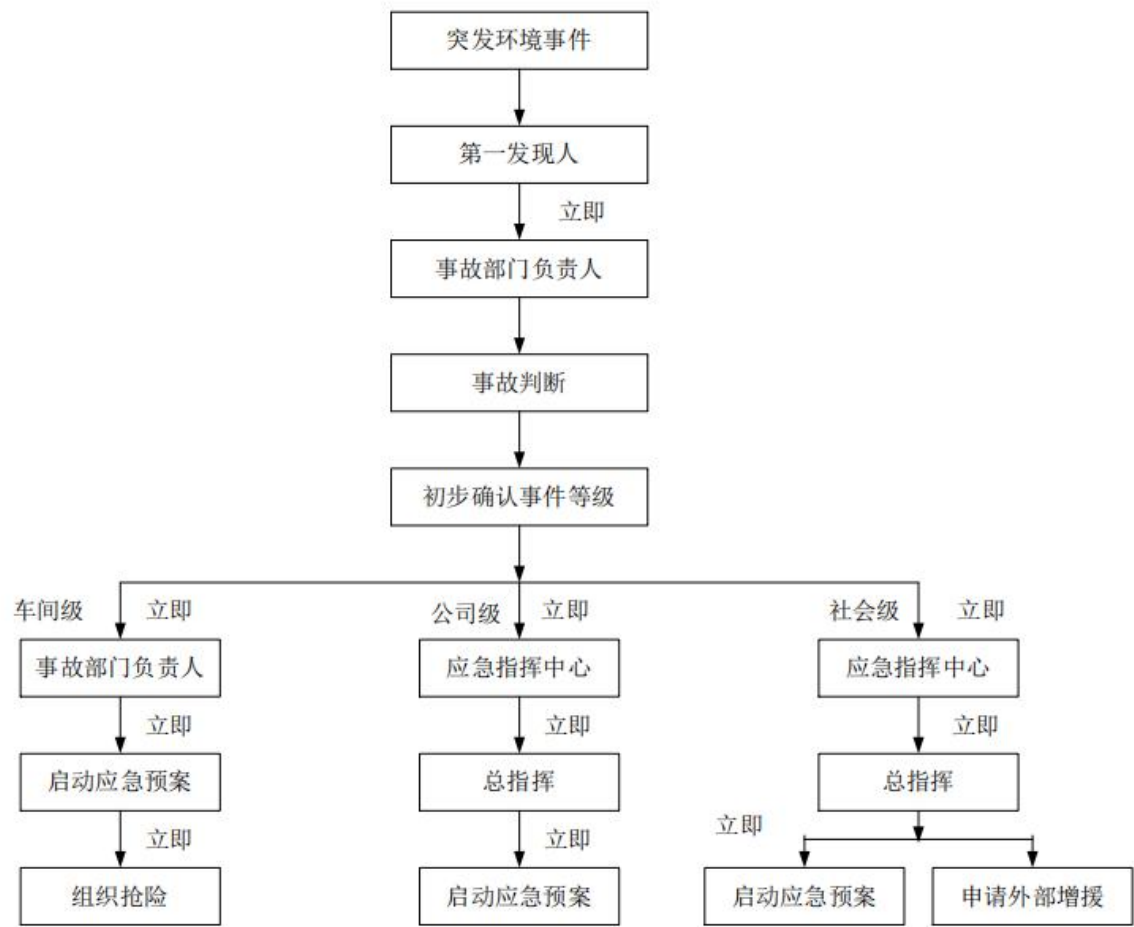 突发环境事件
第一发现人
立即
事故部门负责人
事故判断
初步确认事件等级
车间级 立即 公司级 立即 社会级 立即
事故部门负责人 应急指挥中心 应急指挥中心
立即 立即 立即
启动应急预案 总指挥 总指挥
立即 立即 立即
组织抢险 启动应急预案 启动应急预案 申请外部增援